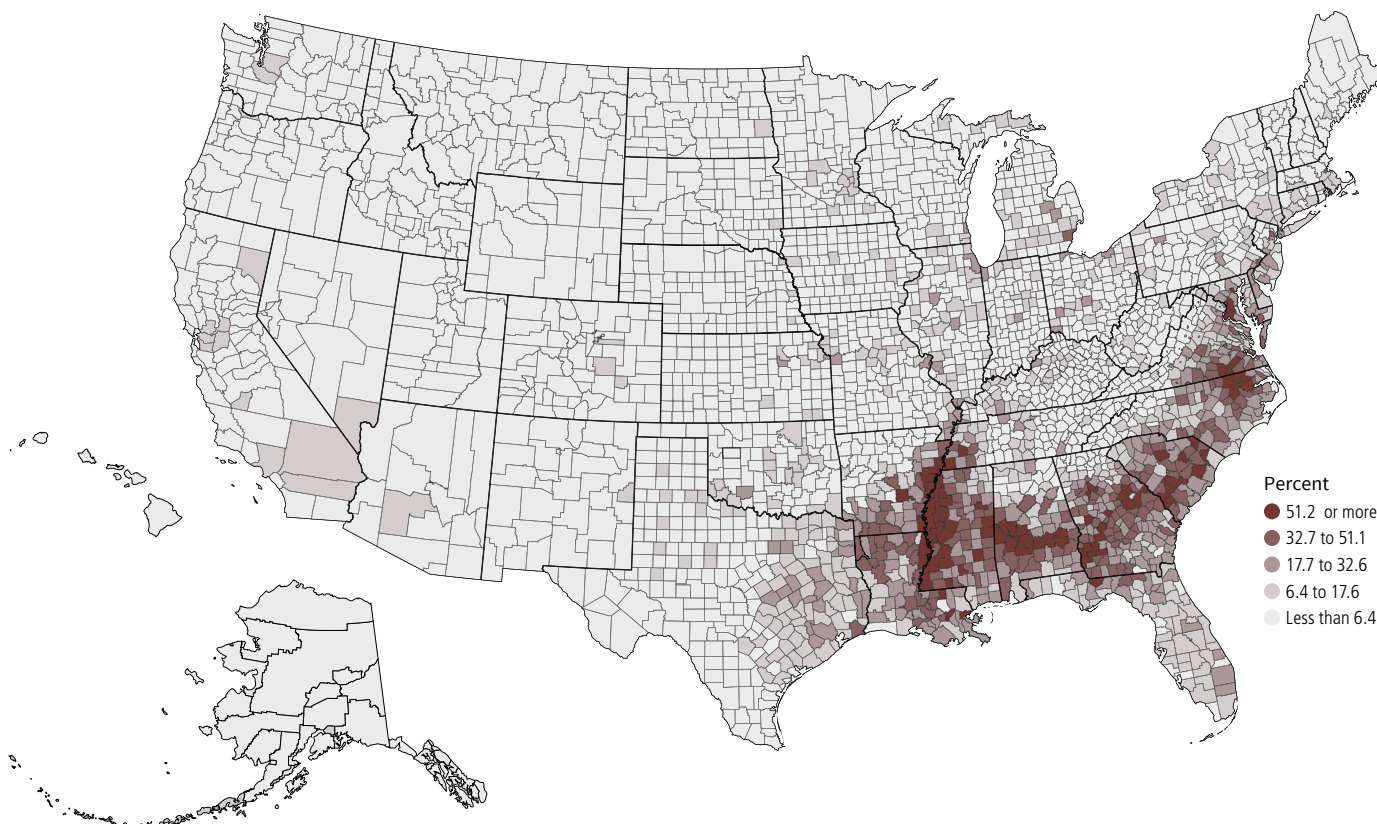 Percent
51.2 or more
32.7 to 51.1
17.7 to 32.6
6.4 to 17.6
Less than 6.4